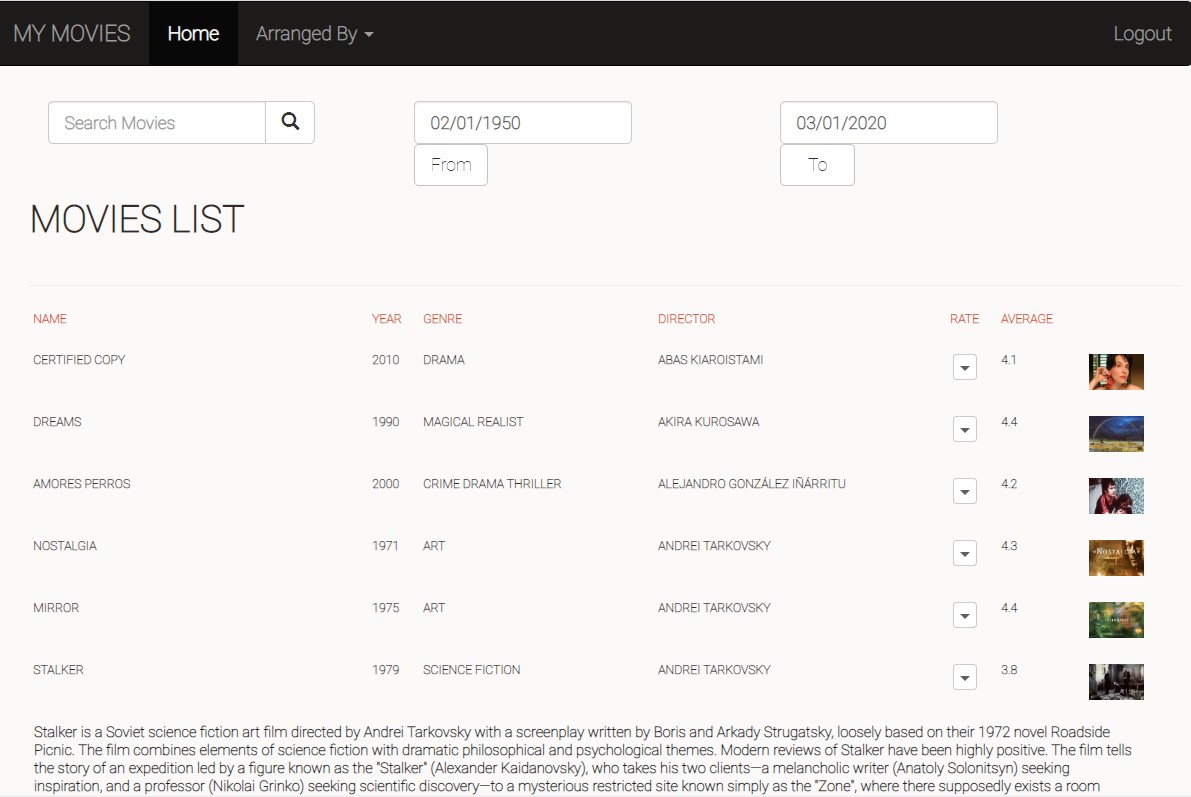 MY MOVIES Home Arranged By Logout
Search Movies 02/01/1950 03/01/2020
From To
MOVIES LIST
NAME YEAR GENRE DIRECTOR RATE AVERAGE
CERTIFIED COPY 2010 DRAMA ABAS KIAROISTAMI 4.1
DREAMS 1990 MAGICAL REALIST AKIRA KUROSAWA 4.4
AMORES PERROS 2000 CRIME DRAMA THRILLER ALEJANDRO GONZÁLEZ IÑÁRRITU 4.2
NOSTALGIA 1971 ART ANDREI TARKOVSKY 4.3
MIRROR 1975 ART ANDREI TARKOVSKY 4.4
STALKER 1979 SCIENCE FICTION ANDREI TARKOVSKY 3.8
Stalker is a Soviet science fiction art film directed by Andrei Tarkovsky with a screenplay written by Boris and Arkady Strugatsky, loosely based on their 1972 novel Roadside
Picnic. The film combines elements of science fiction with dramatic philosophical and psychological themes. Modern reviews of Stalker have been highly positive. The film tells
the story of an expedition led by a figure known as the "Stalker" (Alexander Kaidanovsky), who takes his two clients—a melancholic writer (Anatoly Solonitsyn) seeking
inspiration, and a professor (Nikolai Grinko) seeking scientific discovery—to a mysterious restricted site known simply as the "Zone", where there supposedly exists a room